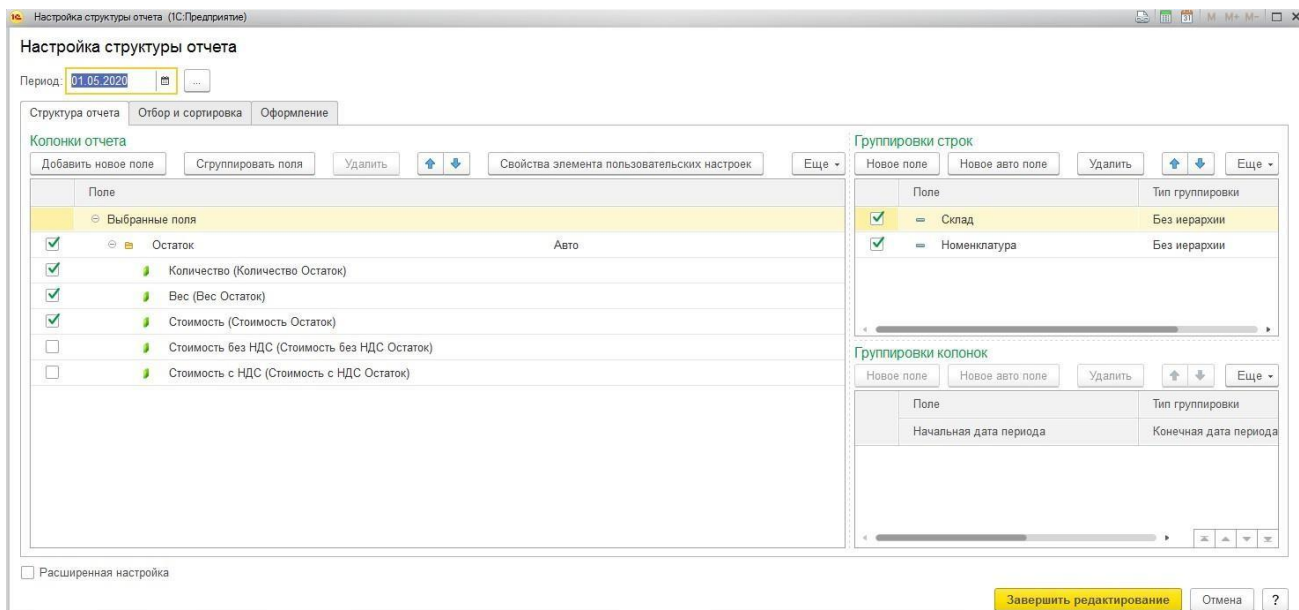 1С Настройка структуры отчета (1С:Предприятие) 31 M M+ M-
Настройка структуры отчета
Период: 01.05.2020 ...
Структура отчета Отбор и сортировка Оформление
Колонки отчета
Добавить новое поле Сгруппировать поля Удалить Свойства элемента пользовательских настроек Еще
Поле
Выбранные поля
Остаток Авто
Количество (Количество Остаток)
Вес (Вес Остаток)
Стоимость (Стоимость Остаток)
Стоимость без НДС (Стоимость без НДС Остаток)
Стоимость с НДС (Стоимость с НДС Остаток)
Группировки строк
Новое поле Новое авто поле Удалить Еще
Поле Тип группировки
Склад Без иерархии
Номенклатура Без иерархии
Группировки колонок
Новое поле Новое авто поле Удалить Еще
Поле Тип группировки
Начальная дата периода Конечная дата периода
Расширенная настройка
Завершить редактирование Отмена ?